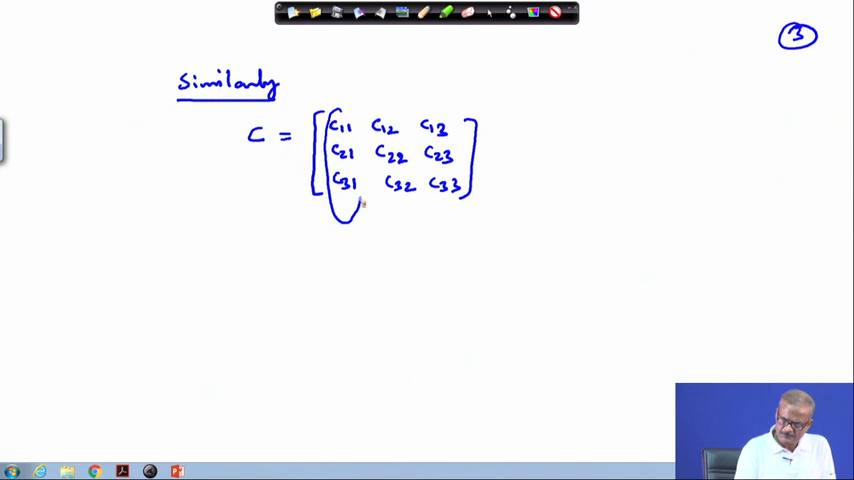 3
Similarly
C = [ C11 C12 C13
C21 C22 C23
C31 C32 C33 ]